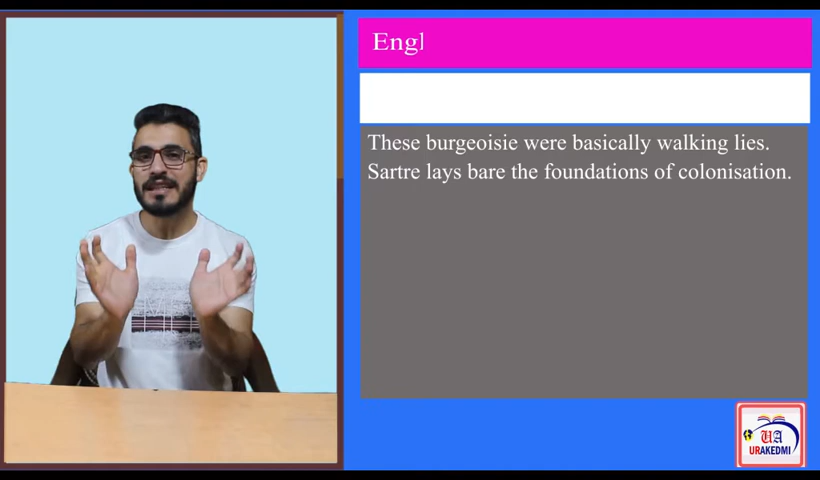 Engl
These burgeoisie were basically walking lies.
Sartre lays bare the foundations of colonisation.
UA
URAKEDMI